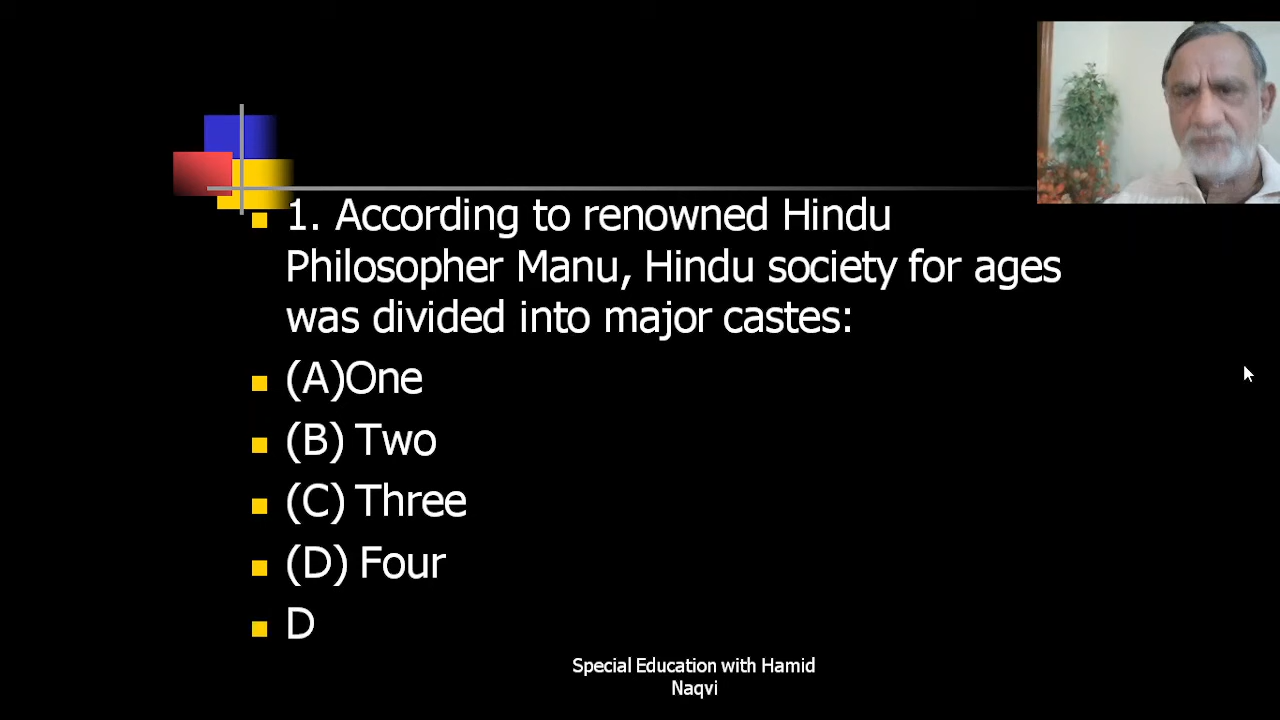 1. According to renowned Hindu
Philosopher Manu, Hindu society for ages
was divided into major castes:
(A)One
(B) Two
(C) Three
(D) Four
D
Special Education with Hamid
Naqvi